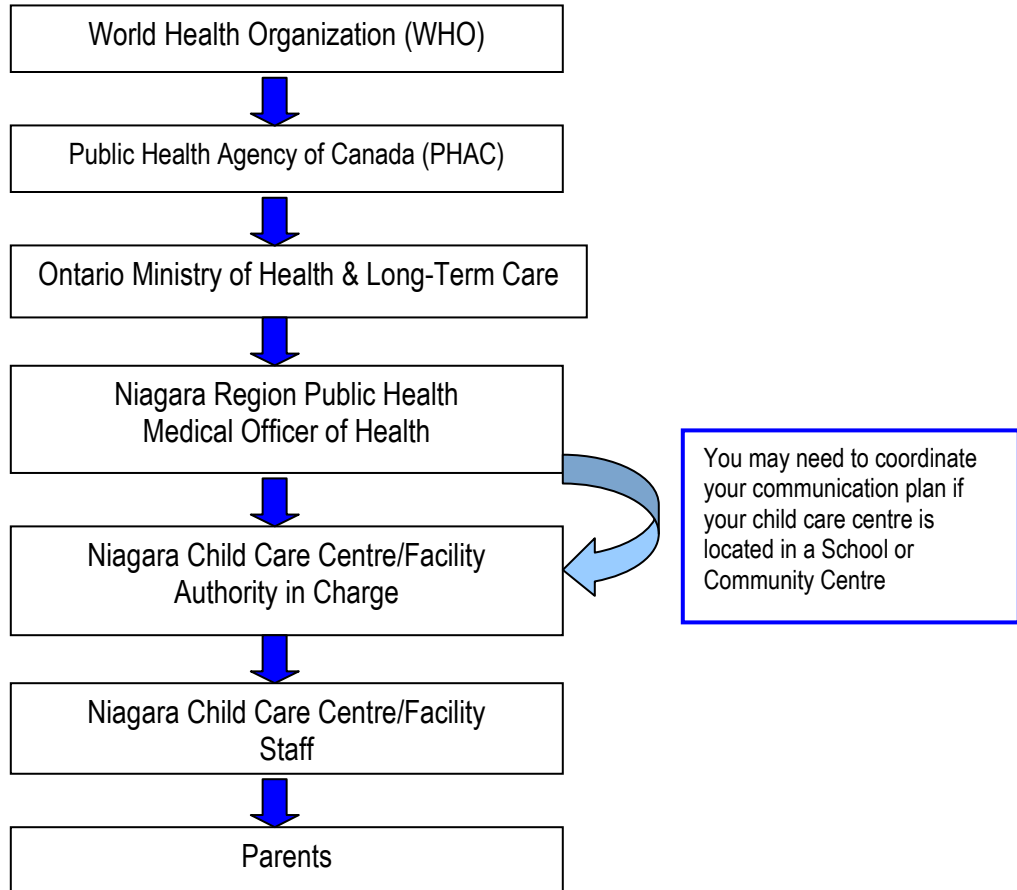 World Health Organization (WHO)
Public Health Agency of Canada (PHAC)
Ontario Ministry of Health & Long-Term Care
Niagara Region Public Health
Medical Officer of Health
You may need to coordinate
your communication plan if
your child care centre is
located in a School or
Community Centre
Niagara Child Care Centre/Facility
Authority in Charge
Niagara Child Care Centre/Facility
Staff
Parents